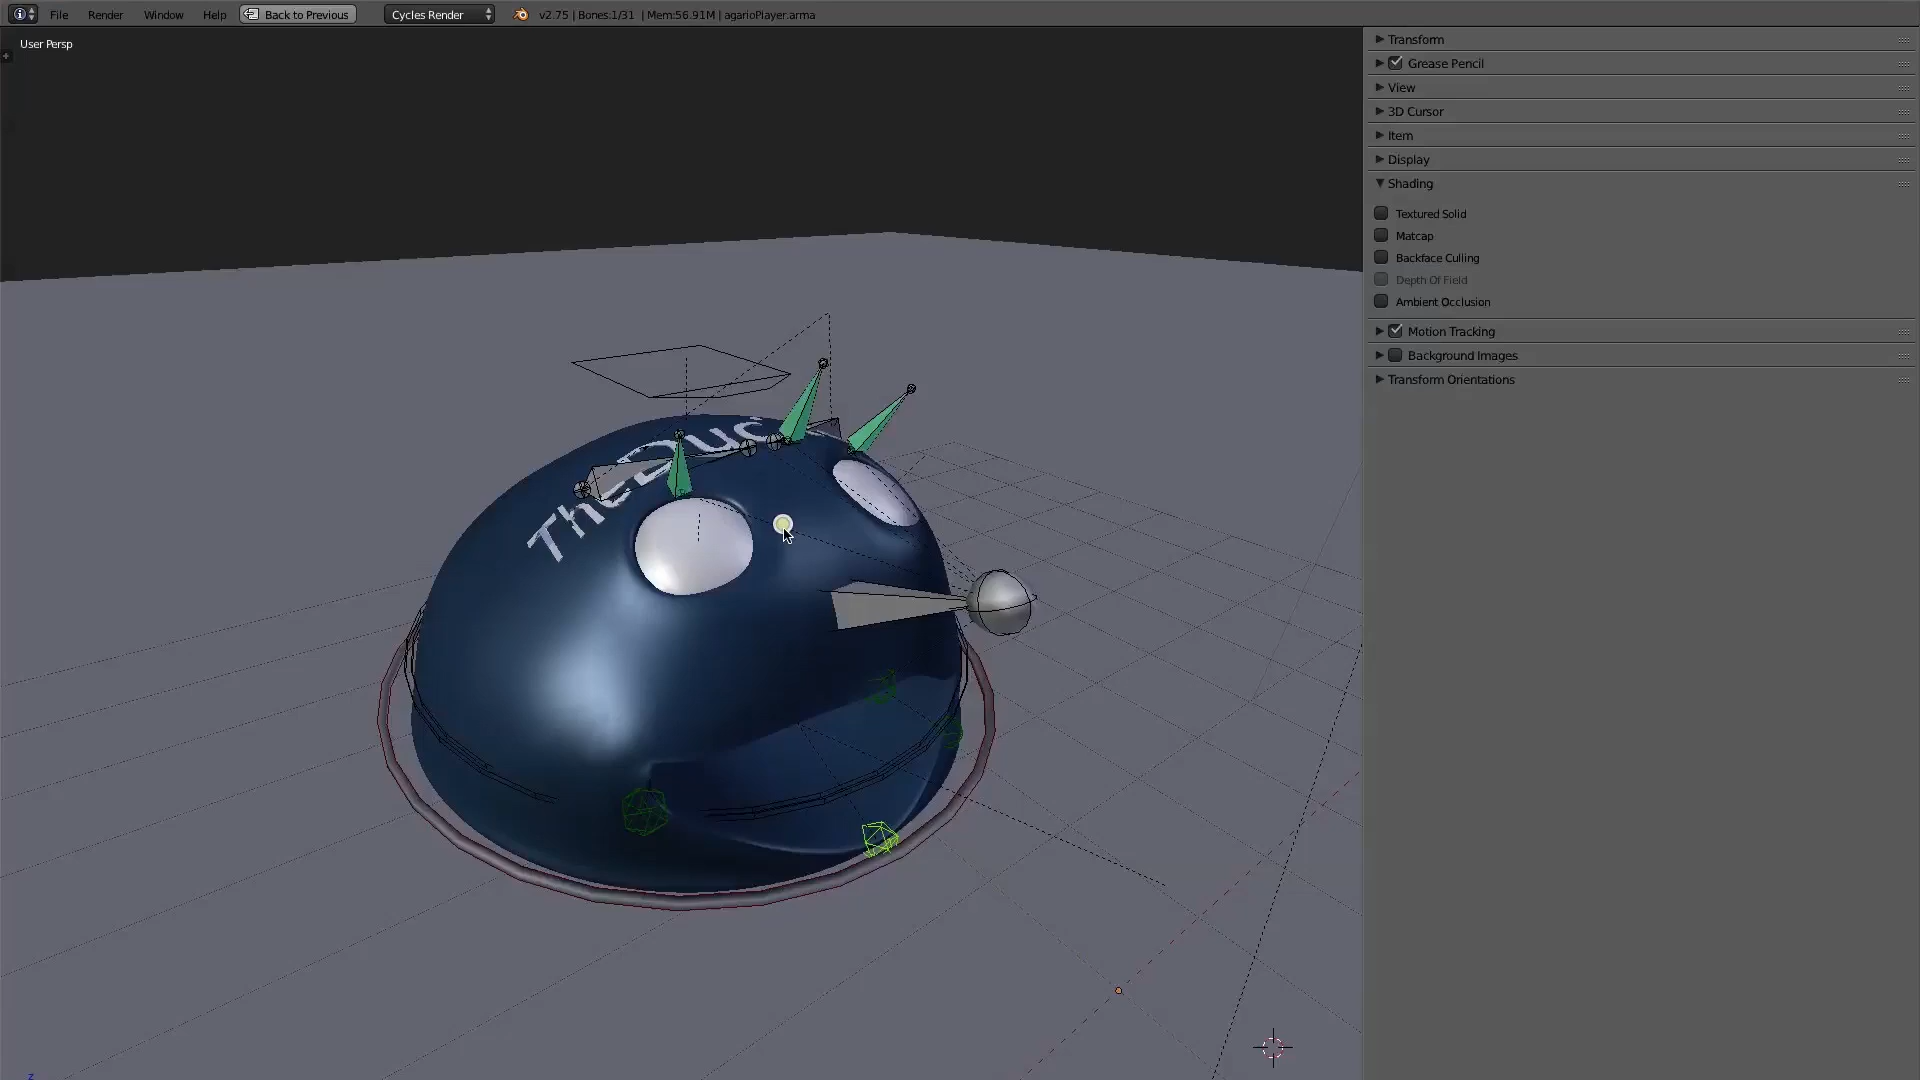 File Render Window Help Back to Previous Cycles Render v2.75 | Bones:1/31 | Mem:56.91M | agarioPlayer.arma
User Persp
Transform
Grease Pencil
View
3D Cursor
Item
Display
Shading
Textured Solid
Matcap
Backface Culling
Depth Of Field
Ambient Occlusion
Motion Tracking
Background Images
Transform Orientations
TheDuc
z